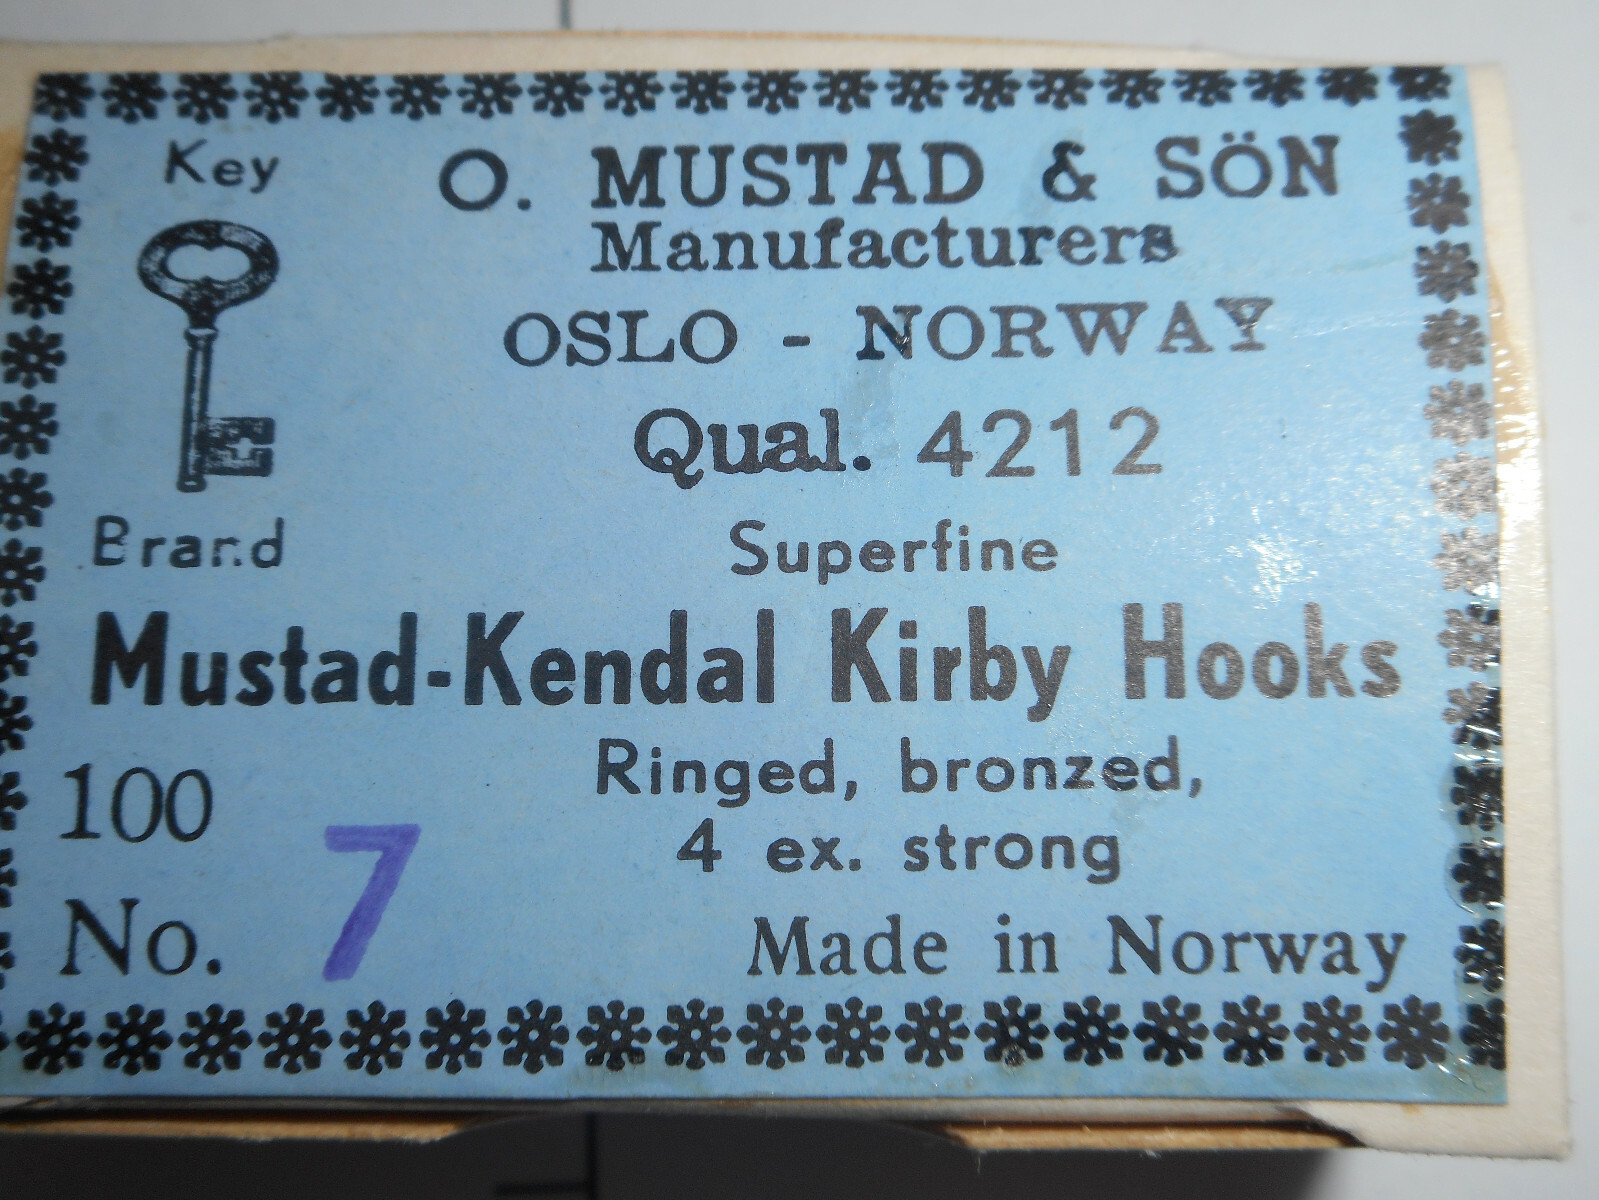 Key
O. MUSTAD & SÖN
Manufacturers
OSLO - NORWAY
Qual. 4212
Brand
Superfine
Mustad-Kendal Kirby Hooks
Ringed, bronzed,
4 ex. strong
100
No. 7
Made in Norway